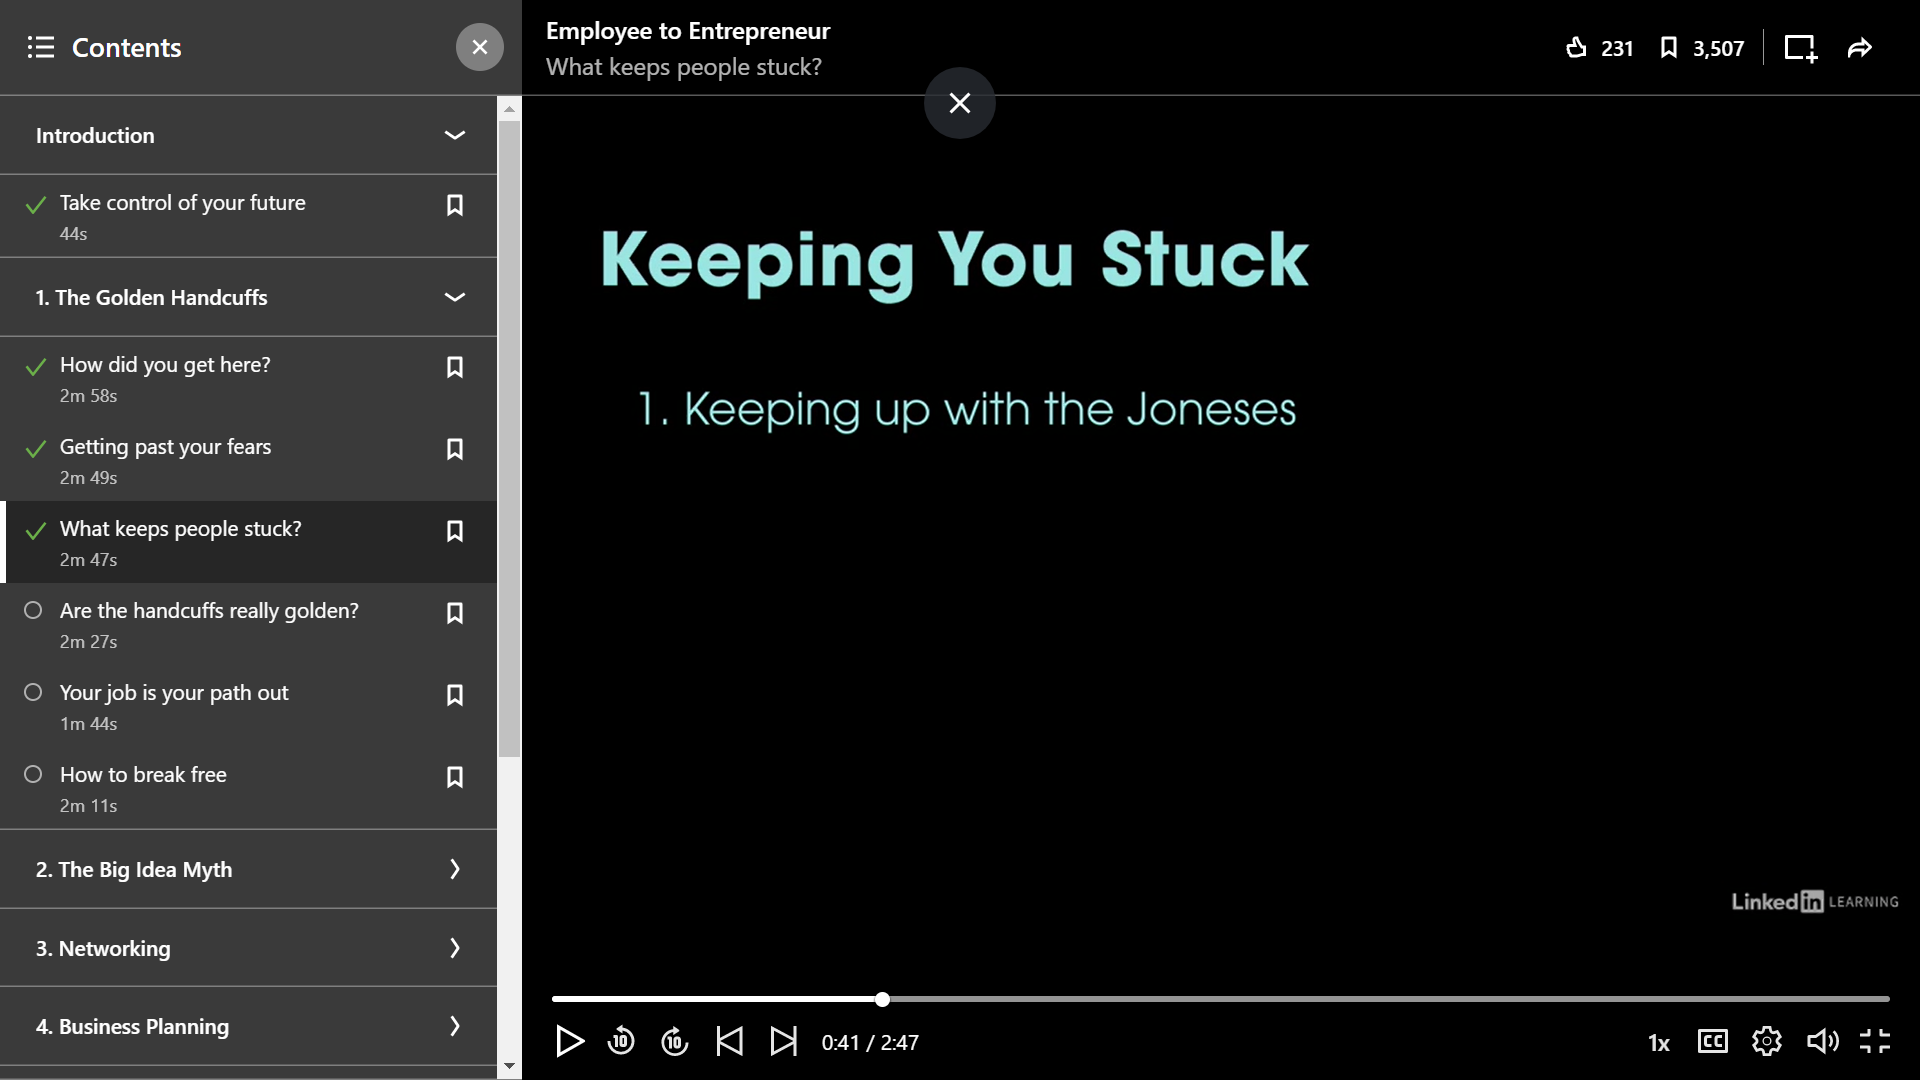 Contents
Employee to Entrepreneur
What keeps people stuck?
231
3,507
Introduction
Take control of your future
44s
1. The Golden Handcuffs
How did you get here?
2m 58s
Getting past your fears
2m 49s
What keeps people stuck?
2m 47s
Are the handcuffs really golden?
2m 27s
Your job is your path out
1m 44s
How to break free
2m 11s
2. The Big Idea Myth
3. Networking
4. Business Planning
Keeping You Stuck
1. Keeping up with the Joneses
Linked in LEARNING
10
10
0:41 / 2:47
1x
CC